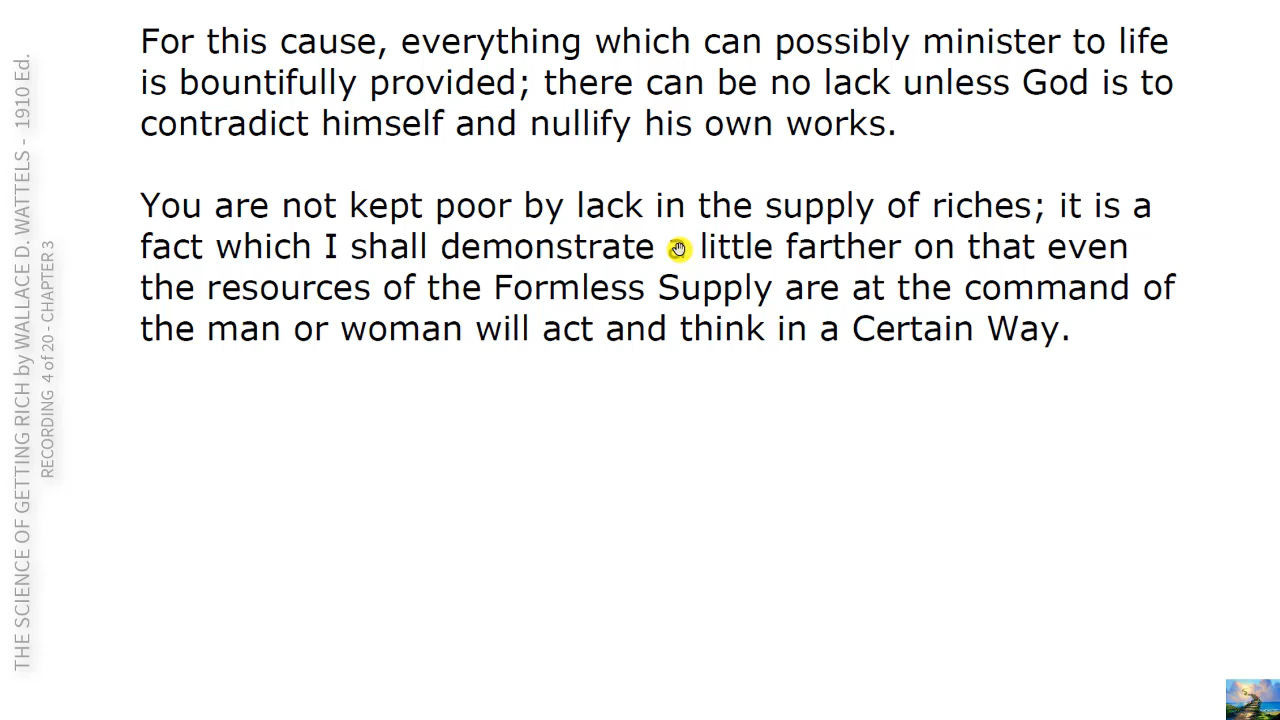 For this cause, everything which can possibly minister to life
is bountifully provided; there can be no lack unless God is to
contradict himself and nullify his own works.
You are not kept poor by lack in the supply of riches; it is a
fact which I shall demonstrate a little farther on that even
the resources of the Formless Supply are at the command of
the man or woman will act and think in a Certain Way.
THE SCIENCE OF GETTING RICH by WALLACE D. WATTELS - 1910 Ed.
RECORDING 4 of 20 - CHAPTER 3